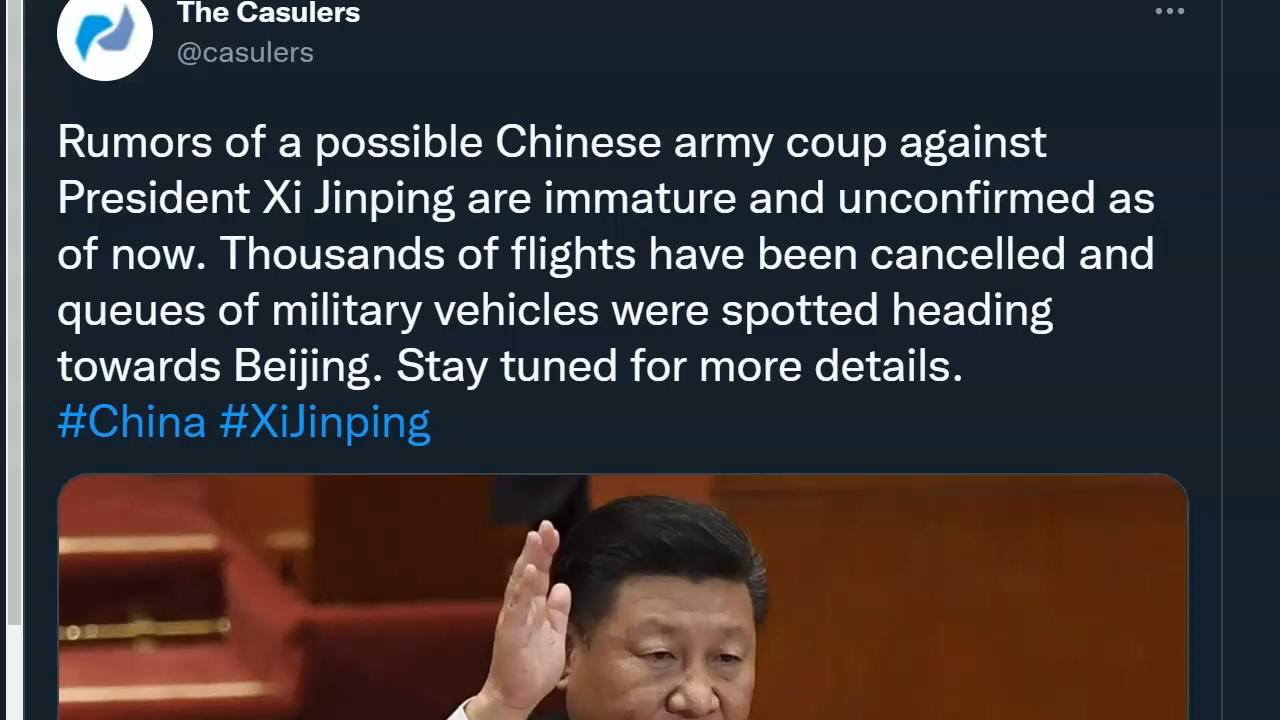 The Casulers
@casulers
Rumors of a possible Chinese army coup against
President Xi Jinping are immature and unconfirmed as
of now. Thousands of flights have been cancelled and
queues of military vehicles were spotted heading
towards Beijing. Stay tuned for more details.
#China #XiJinping